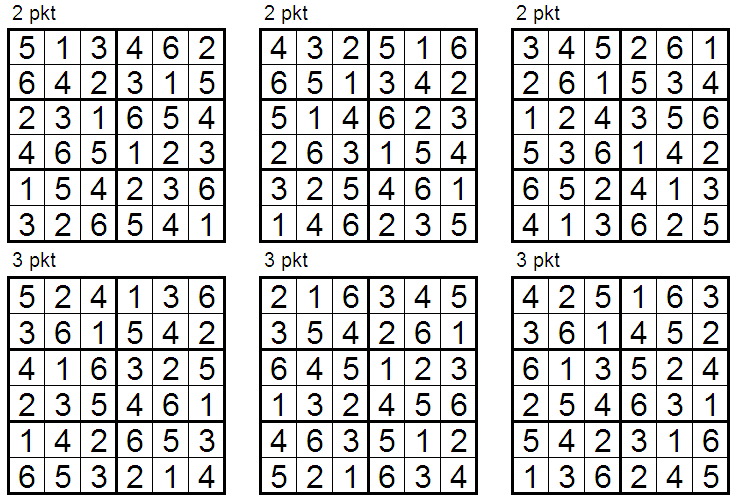 2 pkt 2 pkt 2 pkt
5 1 3 4 6 2 4 3 2 5 1 6 3 4 5 2 6 1
6 4 2 3 1 5 6 5 1 3 4 2 2 6 1 5 3 4
2 3 1 6 5 4 5 1 4 6 2 3 1 2 4 3 5 6
4 6 5 1 2 3 2 6 3 1 5 4 5 3 6 1 4 2
1 5 4 2 3 6 3 2 5 4 6 1 6 5 2 4 1 3
3 2 6 5 4 1 1 4 6 2 3 5 4 1 3 6 2 5
3 pkt 3 pkt 3 pkt
5 2 4 1 3 6 2 1 6 3 4 5 4 2 5 1 6 3
3 6 1 5 4 2 3 5 4 2 6 1 3 6 1 4 5 2
4 1 6 3 2 5 6 4 5 1 2 3 6 1 3 5 2 4
2 3 5 4 6 1 1 3 2 4 5 6 2 5 4 6 3 1
1 4 2 6 5 3 4 6 3 5 1 2 5 4 2 3 1 6
6 5 3 2 1 4 5 2 1 6 3 4 1 3 6 2 4 5